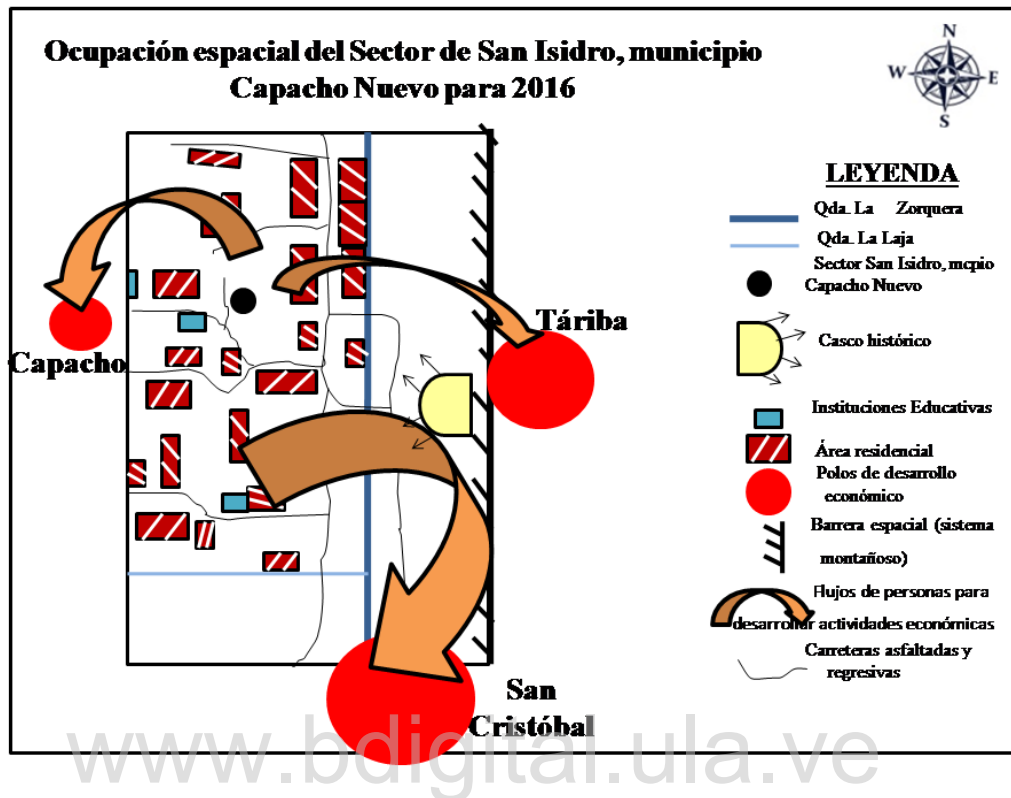 Ocupación espacial del Sector de San Isidro, municipio
Capacho Nuevo para 2016
N
W
E
S
Capacho
Táriba
San
Cristóbal
LEYENDA
Qda. La Zorquera
Qda. La Laja
Sector San Isidro, mcpio
Capacho Nuevo
Casco histórico
Instituciones Educativas
Área residencial
Polos de desarrollo
económico
Barrera espacial (sistema
montañoso)
Flujos de personas para
desarrollar actividades económicas
Carreteras asfaltadas y
regresivas
www.bdigital.ula.ve